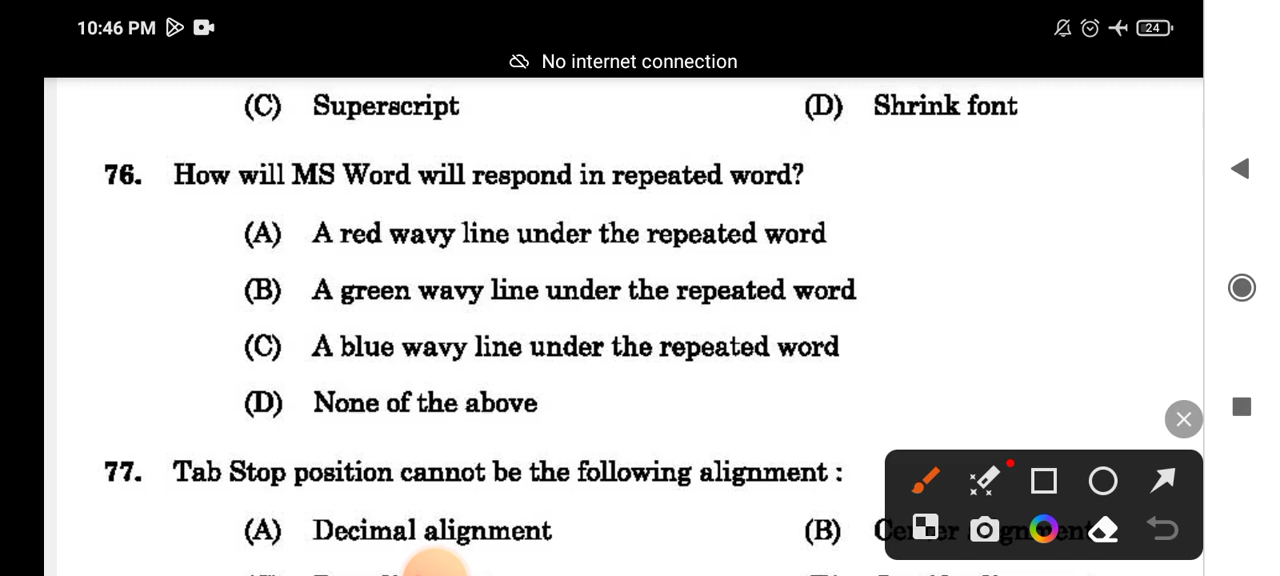 10:46 PM 24
No internet connection
(C) Superscript (D) Shrink font
76. How will MS Word will respond in repeated word?
(A) A red wavy line under the repeated word
(B) A green wavy line under the repeated word
(C) A blue wavy line under the repeated word
(D) None of the above
77. Tab Stop position cannot be the following alignment :
(A) Decimal alignment (B)